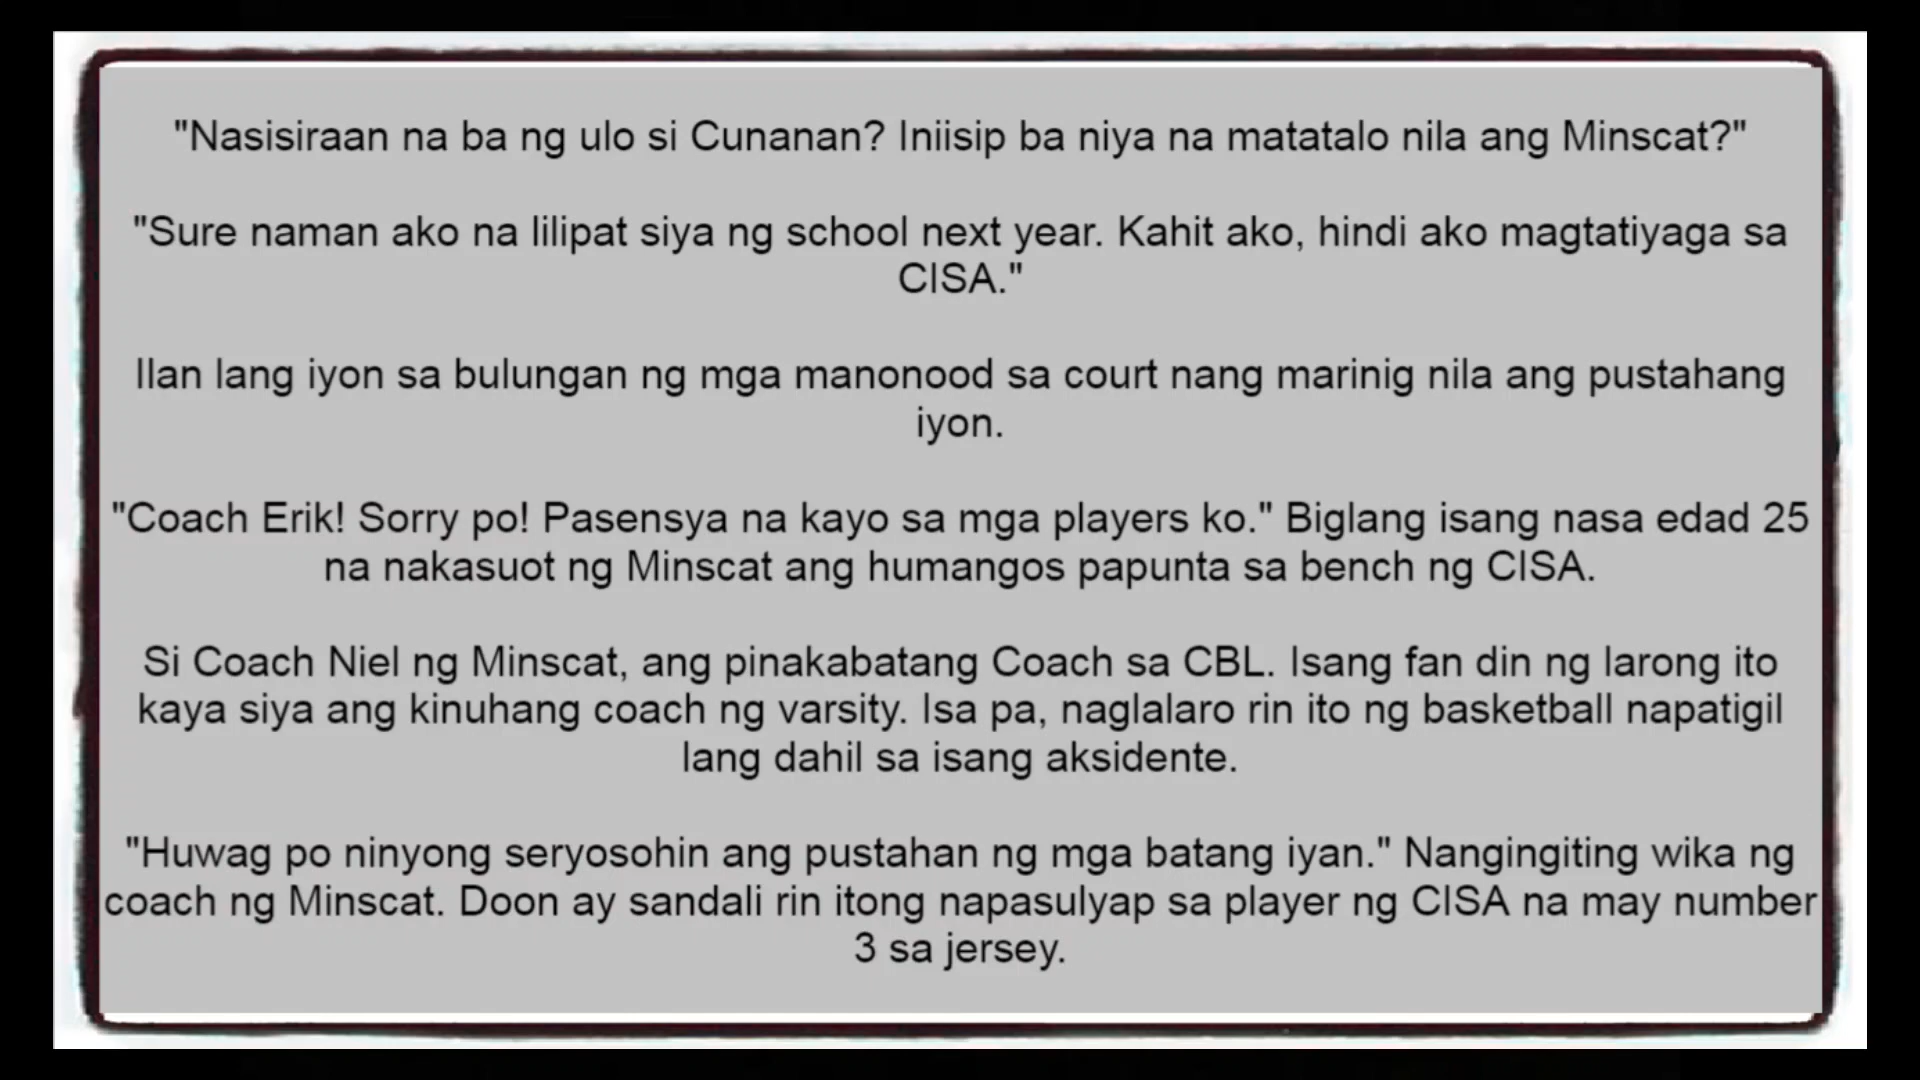 "Nasisiraan na ba ng ulo si Cunanan? Iniisip ba niya na matatalo nila ang Minscat?"
"Sure naman ako na lilipat siya ng school next year. Kahit ako, hindi ako magtatiyaga sa
CISA."
Ilan lang iyon sa bulungan ng mga manonood sa court nang marinig nila ang pustahang
iyon.
"Coach Erik! Sorry po! Pasensya na kayo sa mga players ko." Biglang isang nasa edad 25
na nakasuot ng Minscat ang humangos papunta sa bench ng CISA.
Si Coach Niel ng Minscat, ang pinakabatang Coach sa CBL. Isang fan din ng larong ito
kaya siya ang kinuhang coach ng varsity. Isa pa, naglalaro rin ito ng basketball napatigil
lang dahil sa isang aksidente.
"Huwag po ninyong seryosohin ang pustahan ng mga batang iyan." Nangingiting wika ng
coach ng Minscat. Doon ay sandali rin itong napasulyap sa player ng CISA na may number
3 sa jersey.